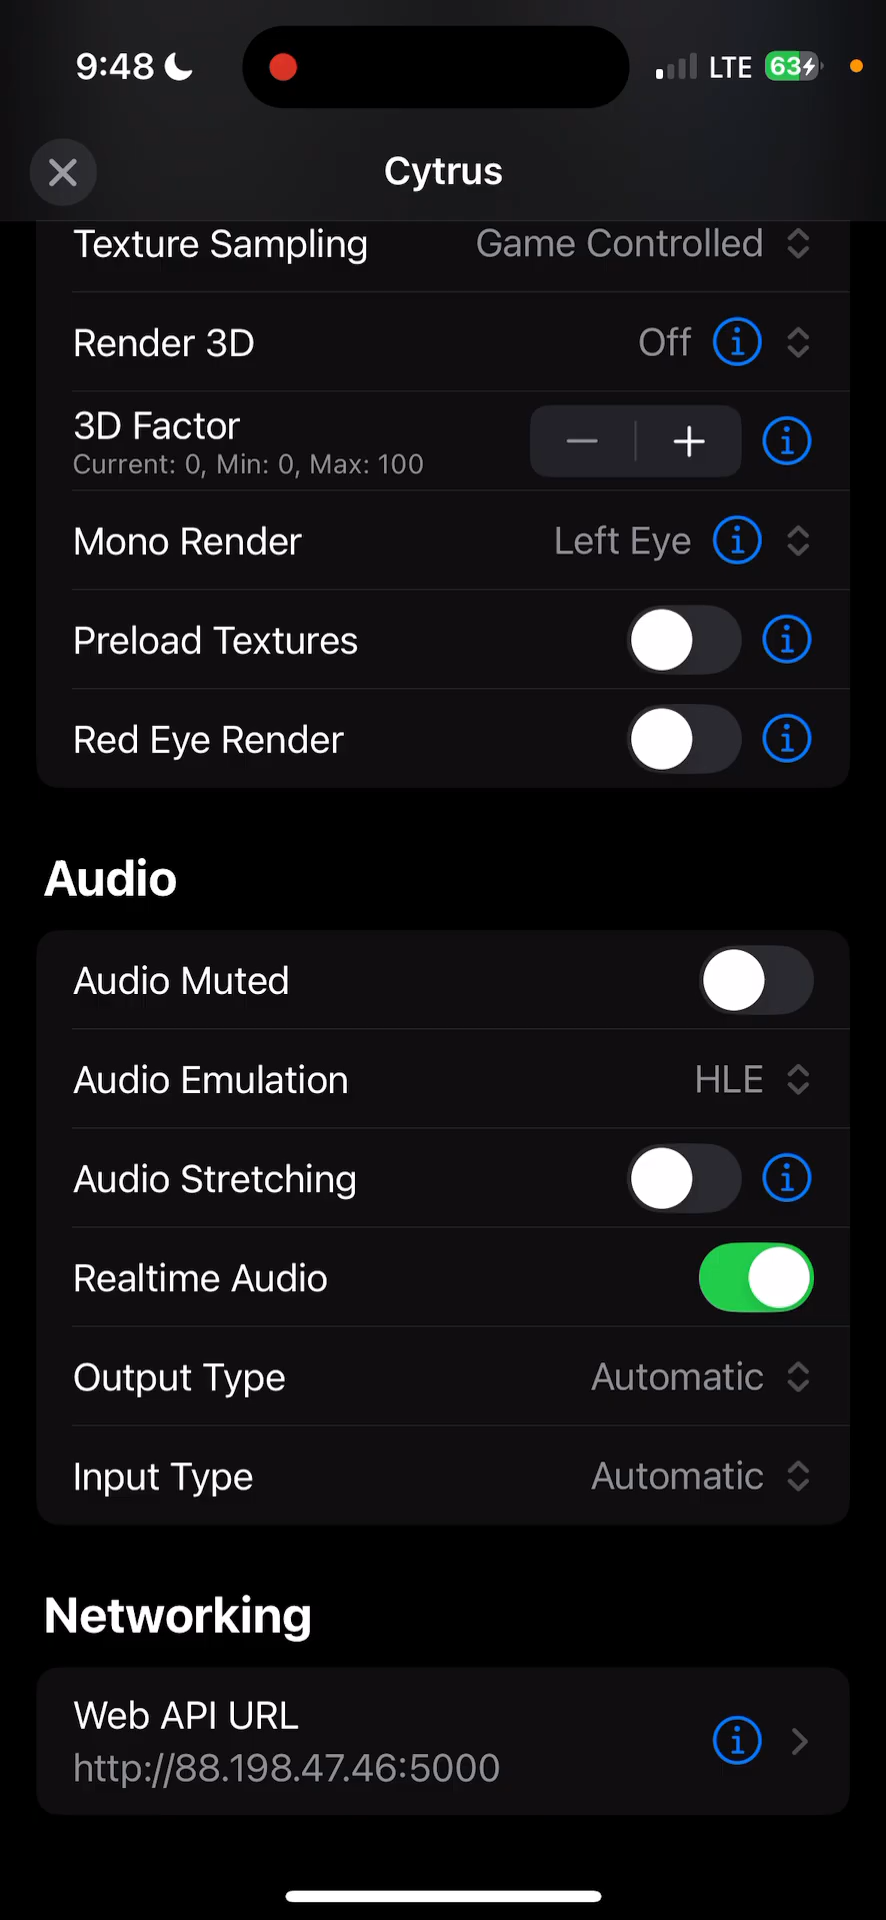 9:48
LTE
63
Cytrus
Texture Sampling
Game Controlled
Render 3D
Off
3D Factor
Current: 0, Min: 0, Max: 100
Mono Render
Left Eye
Preload Textures
Red Eye Render
Audio
Audio Muted
Audio Emulation
HLE
Audio Stretching
Realtime Audio
Output Type
Automatic
Input Type
Automatic
Networking
Web API URL
http://88.198.47.46:5000